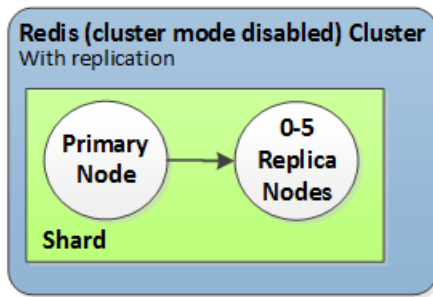 Redis (cluster mode disabled) Cluster
With replication
Primary
Node
0-5
Replica
Nodes
Shard